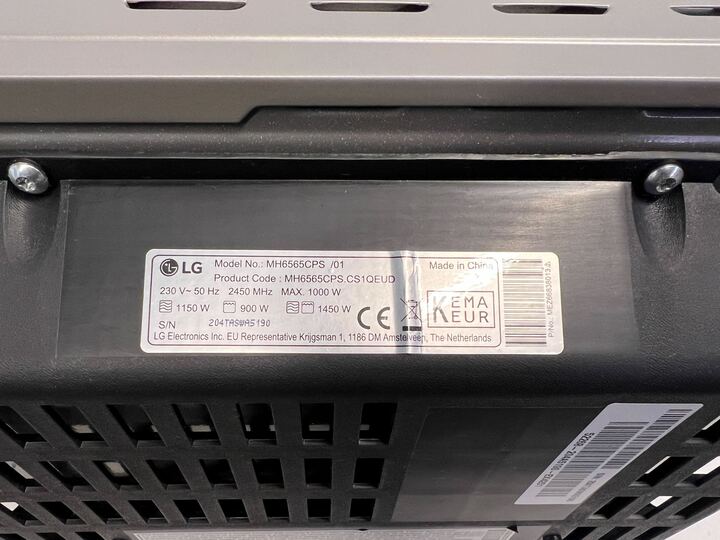 LG
Model No.: MH6565CPS /01
Made in China
Product Code : MH6565CPS.CS1QEUD
230 V~ 50 Hz 2450 MHz MAX. 1000 W
1150 W 900 W 1450 W
CE
KEMA
KEUR
S/N 204TASWA5190
LG Electronics Inc. EU Representative Krijgsman 1, 1186 DM Amstelveen, The Netherlands
P/No.: MEZ66838013